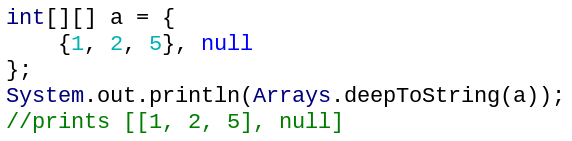 int[][] a = {
    {1, 2, 5}, null
};
System.out.println(Arrays.deepToString(a));
//prints [[1, 2, 5], null]